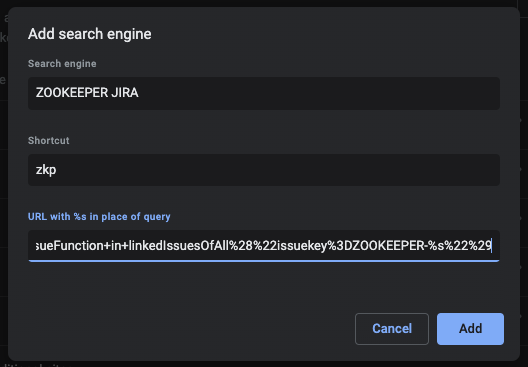 Add search engine
Search engine
ZOOKEEPER JIRA
Shortcut
zkp
URL with %s in place of query
sueFunction+in+linkedIssuesOfAll%28%22issuekey%3DZOOKEEPER-%s%22%29
Cancel
Add